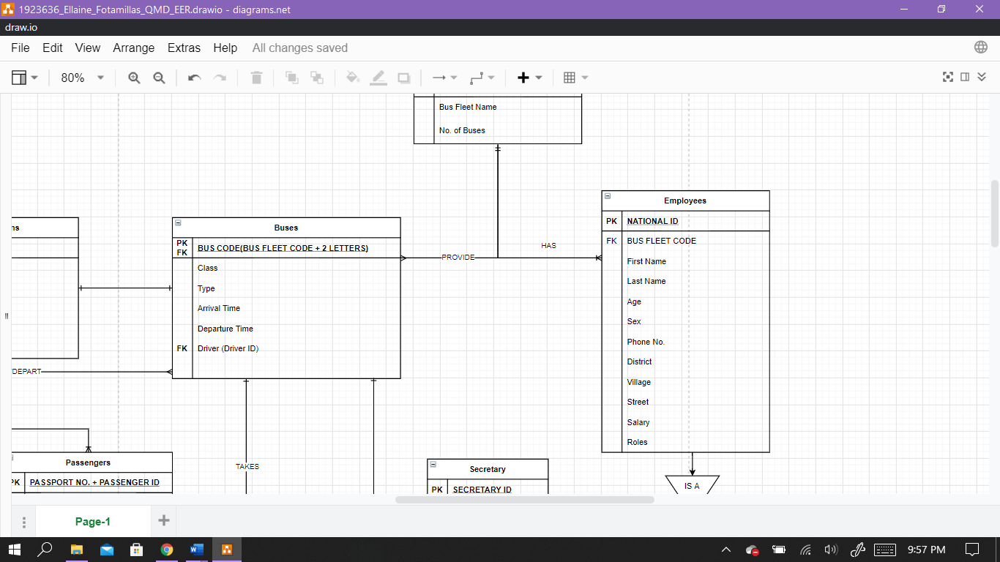 1923636_Ellaine_Fotamillas_QMD_EER.drawio - diagrams.net
draw.io
File Edit View Arrange Extras Help All changes saved
80%
Bus Fleet Name
No. of Buses
ns
Buses
PK
FK
BUS CODE(BUS FLEET CODE + 2 LETTERS)
Class
Type
Arrival Time
Departure Time
FK Driver (Driver ID)
PROVIDE
HAS
Employees
PK NATIONAL ID
FK BUS FLEET CODE
First Name
Last Name
Age
Sex
Phone No.
District
Village
Street
Salary
Roles
IS A
/DEPART
Passengers
PK PASSPORT NO. + PASSENGER ID
TAKES
Secretary
PK SECRETARY ID
Page-1
9:57 PM